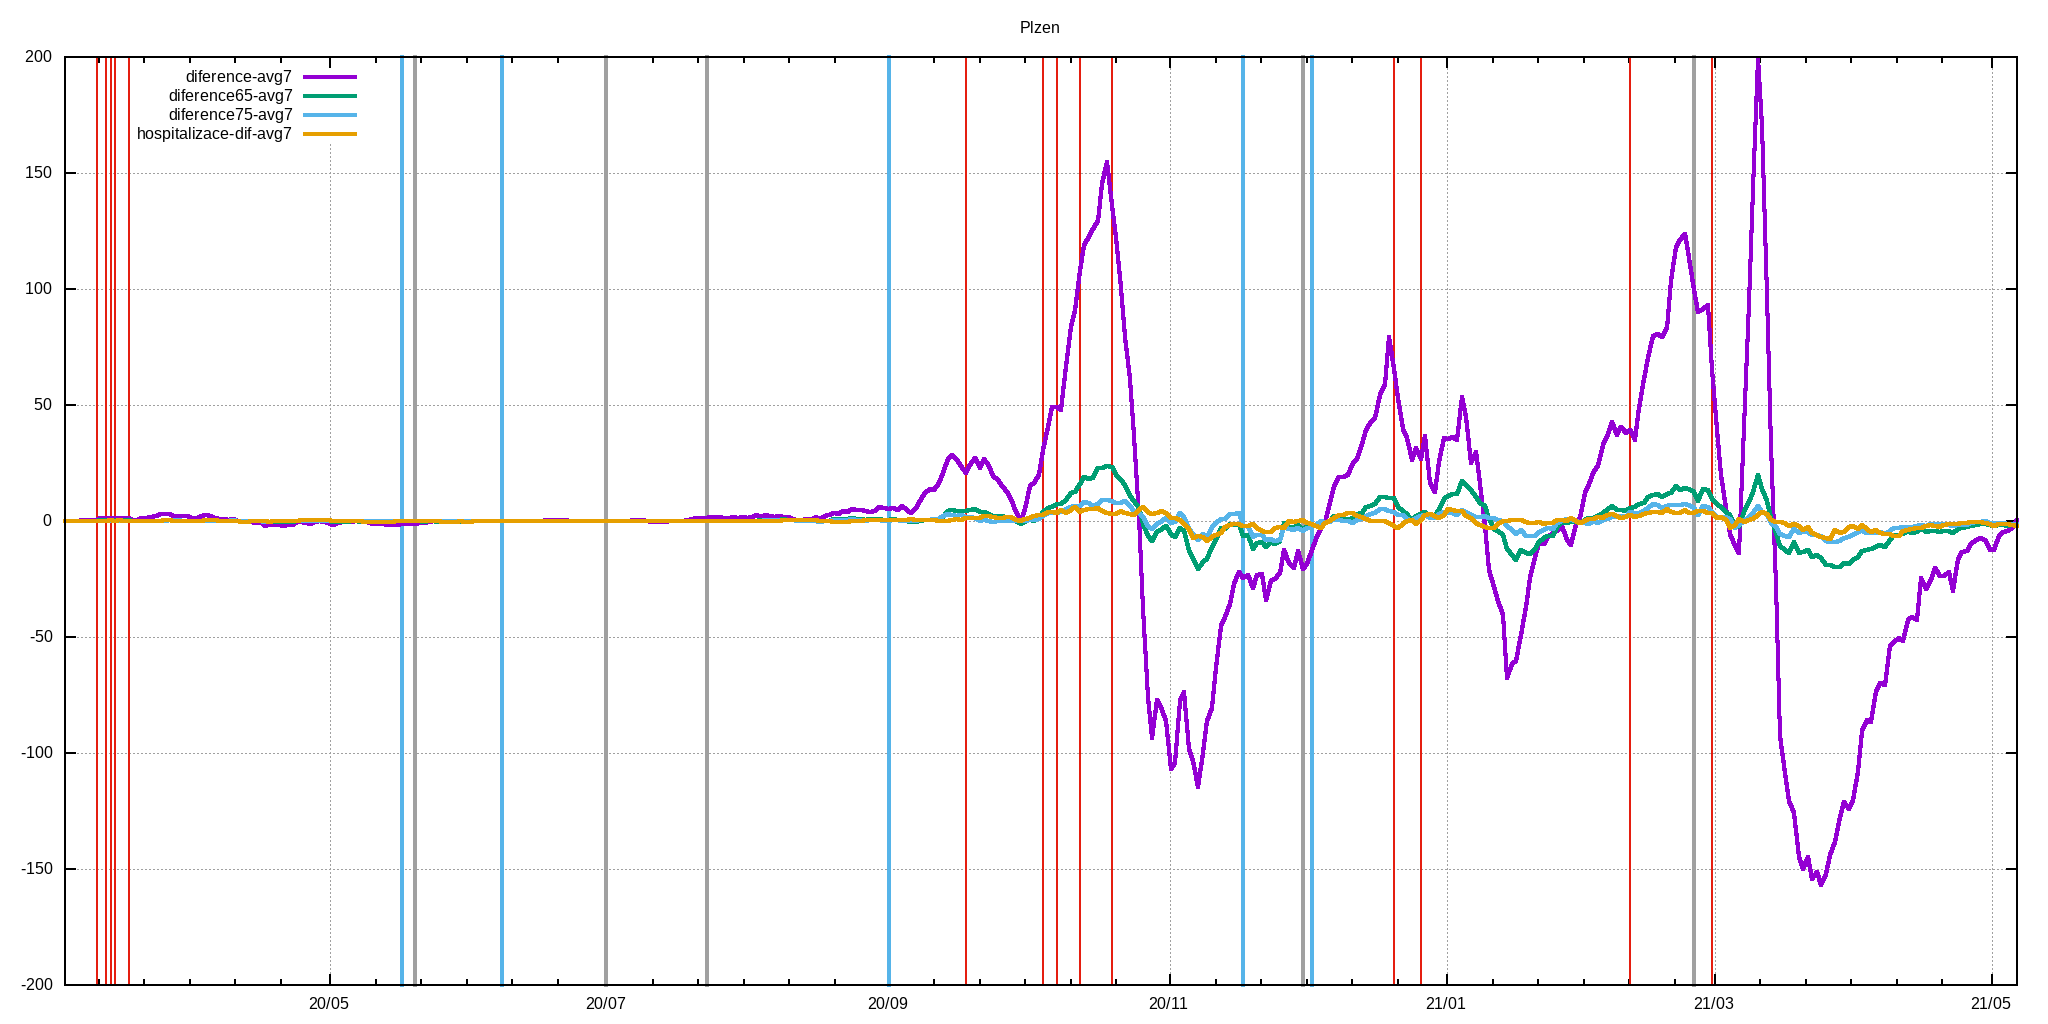 Plzen
diference-avg7
diference65-avg7
diference75-avg7
hospitalizace-dif-avg7
200
150
100
50
0
-50
-100
-150
-200
20/05 20/07 20/09 20/11 21/01 21/03 21/05